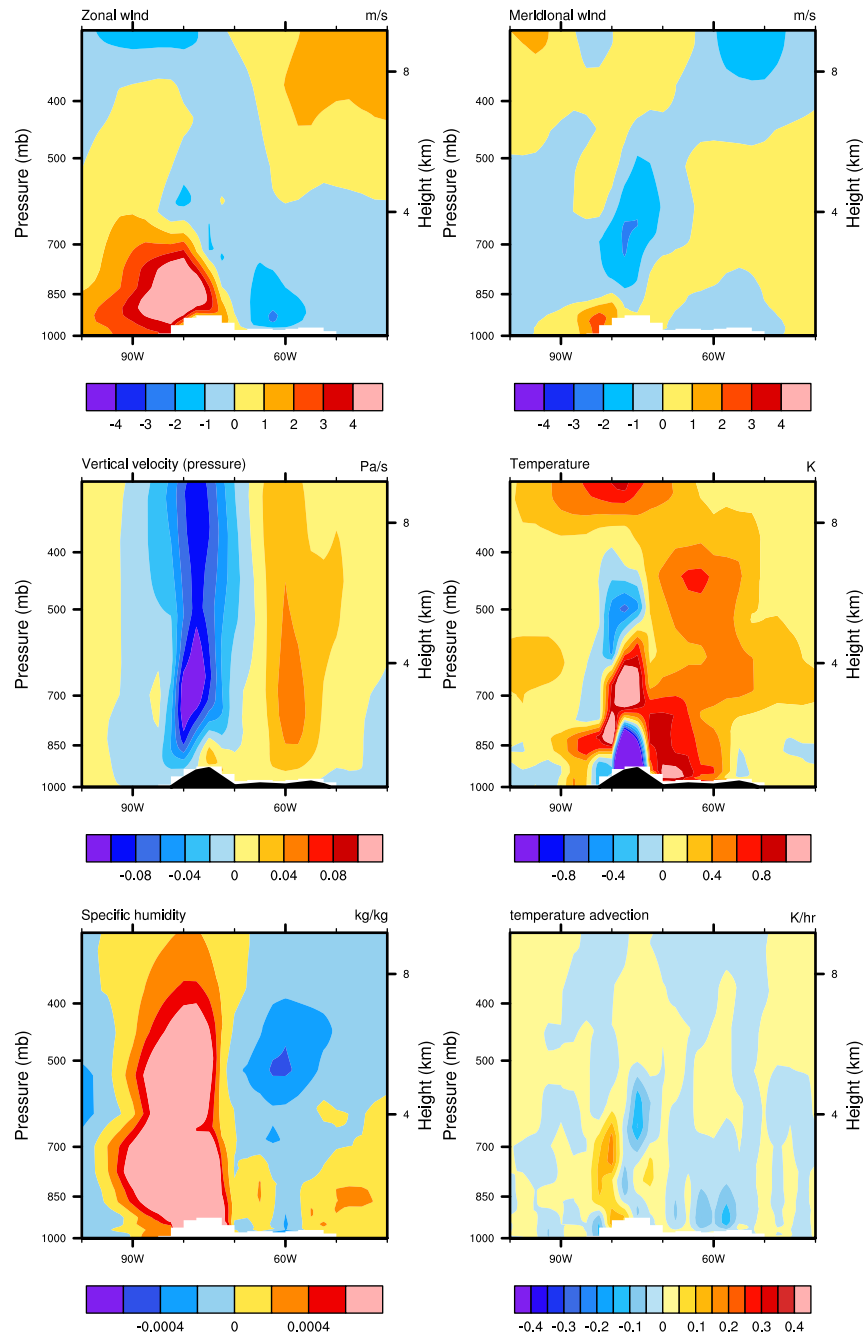 Zonal wind m/s
Meridional wind m/s
Pressure (mb)
400
500
700
850
1000
8
4
Height (km)
90W 60W
-4 -3 -2 -1 0 1 2 3 4
Pressure (mb)
400
500
700
850
1000
8
4
Height (km)
90W 60W
-4 -3 -2 -1 0 1 2 3 4
Vertical velocity (pressure) Pa/s
Temperature K
Pressure (mb)
400
500
700
850
1000
8
4
Height (km)
90W 60W
-0.08 -0.04 0 0.04 0.08
Pressure (mb)
400
500
700
850
1000
8
4
Height (km)
90W 60W
-0.8 -0.4 0 0.4 0.8
Specific humidity kg/kg
temperature advection K/hr
Pressure (mb)
400
500
700
850
1000
8
4
Height (km)
90W 60W
-0.0004 0 0.0004
Pressure (mb)
400
500
700
850
1000
8
4
Height (km)
90W 60W
-0.4 -0.3 -0.2 -0.1 0 0.1 0.2 0.3 0.4